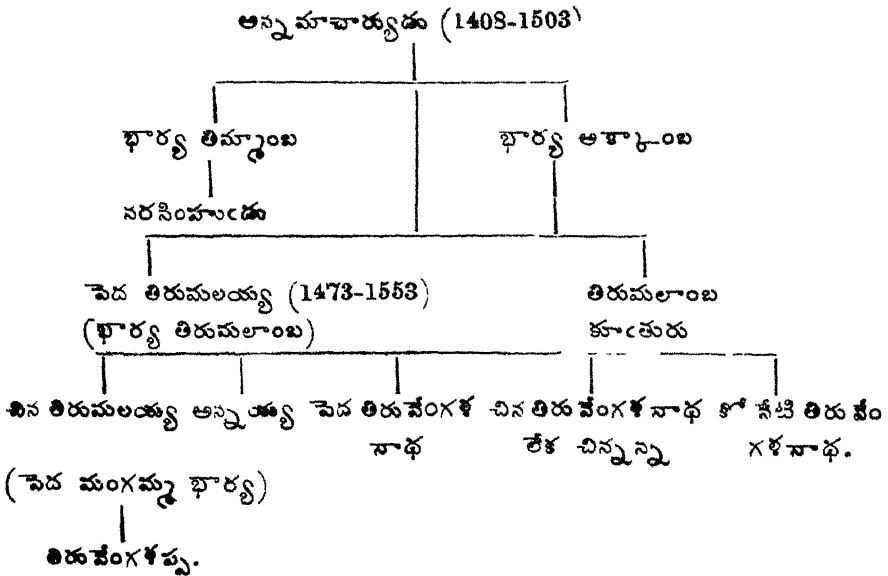 అన్నమాచార్యుడు (1408-1503)
భార్య తిమ్మాంబ భార్య అక్కాంబ
నరసింహుఁడు
పెద తిరుమలయ్య (1473-1553) తిరుమలాంబ
(భార్య తిరుమలాంబ) కూఁతురు
చిన తిరుమలయ్య అన్నయ్య పెద తిరువేంగళ చిన తిరువేంగళ నాథ కోనేటి తిరువేం
నాథ లేక చిన్నన్న గళనాథ.
(పెద మంగమ్మ భార్య)
తిరువేంగళప్ప.